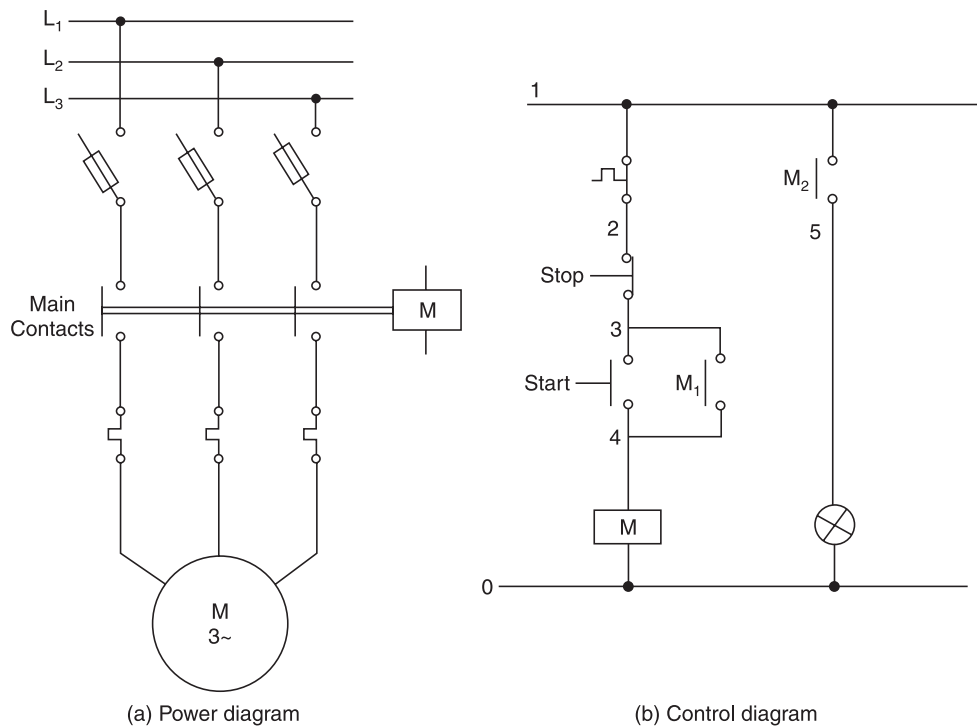 L₁
L₂
L₃
Main
Contacts
M
M
3~
(a) Power diagram
1
M₂
2
5
Stop
3
Start
M₁
4
M
0
(b) Control diagram